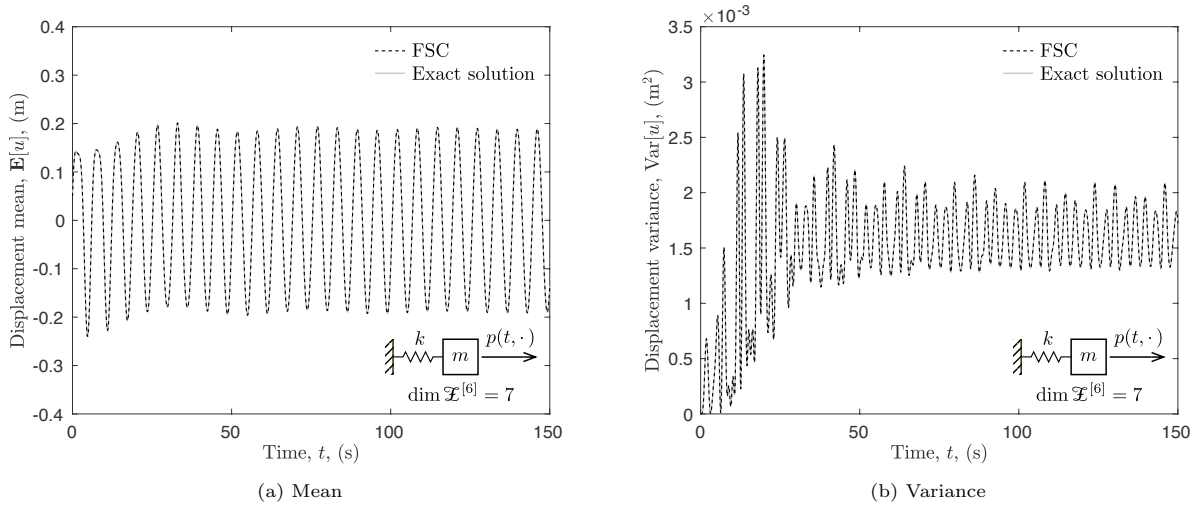 0.4
0.3
0.2
0.1
0
-0.1
-0.2
-0.3
-0.4
0
50
100
150
Displacement mean, E[u], (m)
Time, t, (s)
FSC
Exact solution
k
m
p(t, ·)
dim 𝒵^[6] = 7
(a) Mean
×10^-3
3.5
3
2.5
2
1.5
1
0.5
0
0
50
100
150
Displacement variance, Var[u], (m²)
Time, t, (s)
FSC
Exact solution
k
m
p(t, ·)
dim 𝒵^[6] = 7
(b) Variance